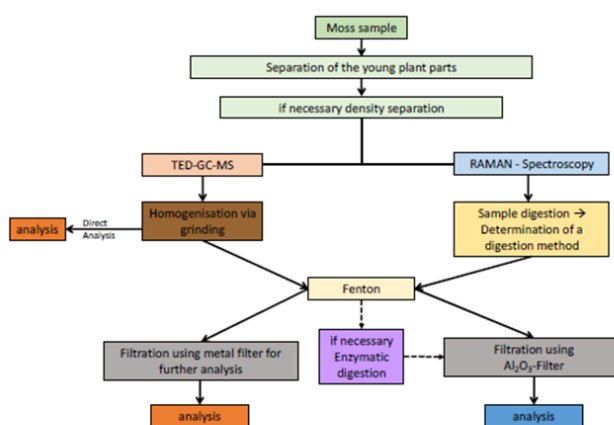 Moss sample
Separation of the young plant parts
if necessary density separation
TED-GC-MS
RAMAN - Spectroscopy
analysis
Direct
Analysis
Homogenisation via
grinding
Sample digestion →
Determination of a
digestion method
Fenton
Filtration using metal filter for
further analysis
if necessary
Enzymatic
digestion
Filtration using
Al₂O₃-Filter
analysis
analysis